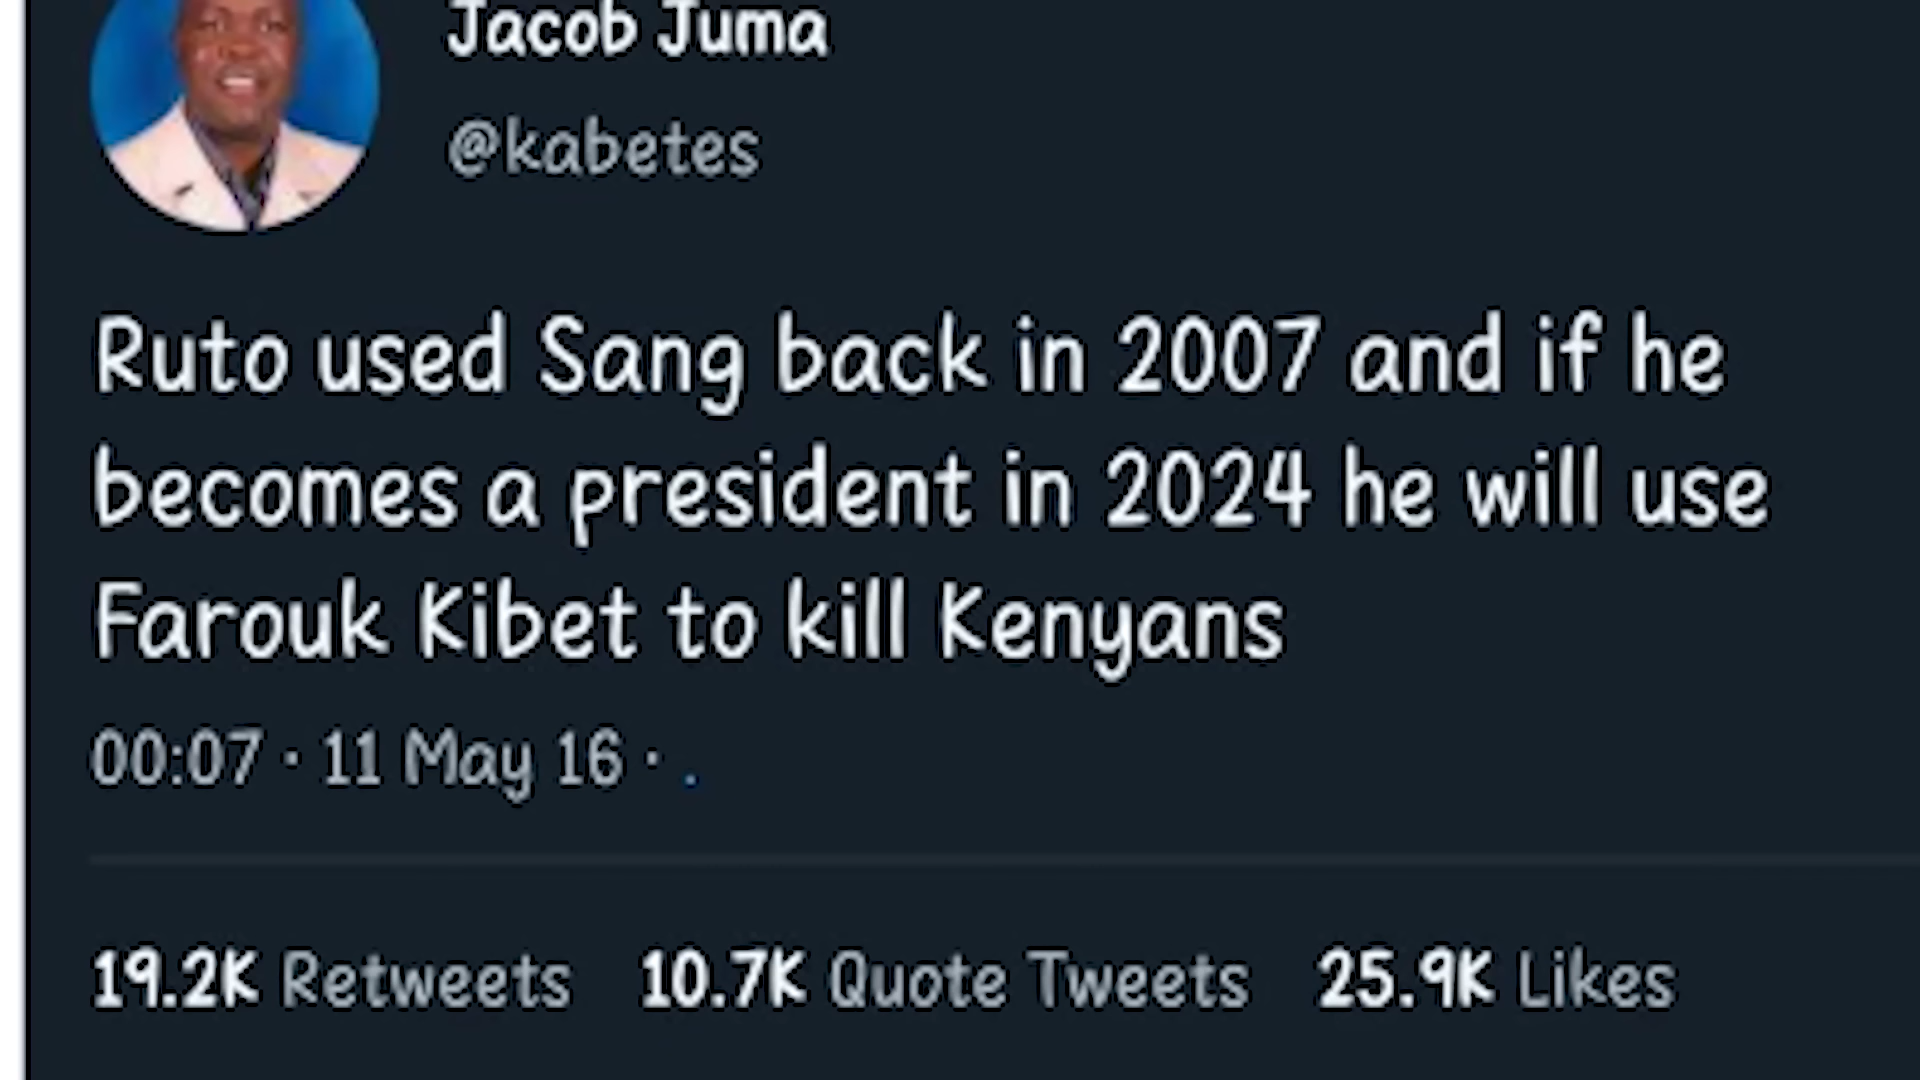 Jacob Juma
@kabetes
Ruto used Sang back in 2007 and if he
becomes a president in 2024 he will use
Farouk Kibet to kill Kenyans
00:07 · 11 May 16 · .
19.2K Retweets 10.7K Quote Tweets 25.9K Likes